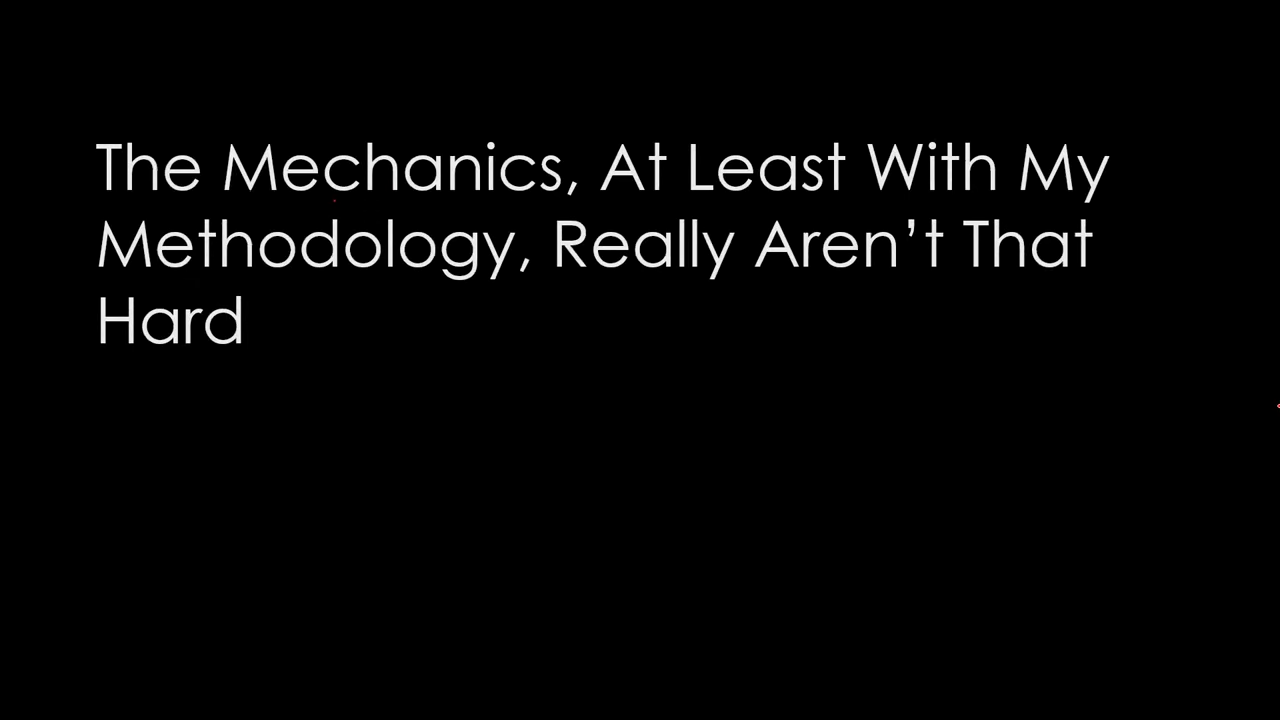 The Mechanics, At Least With My
Methodology, Really Aren’t That
Hard